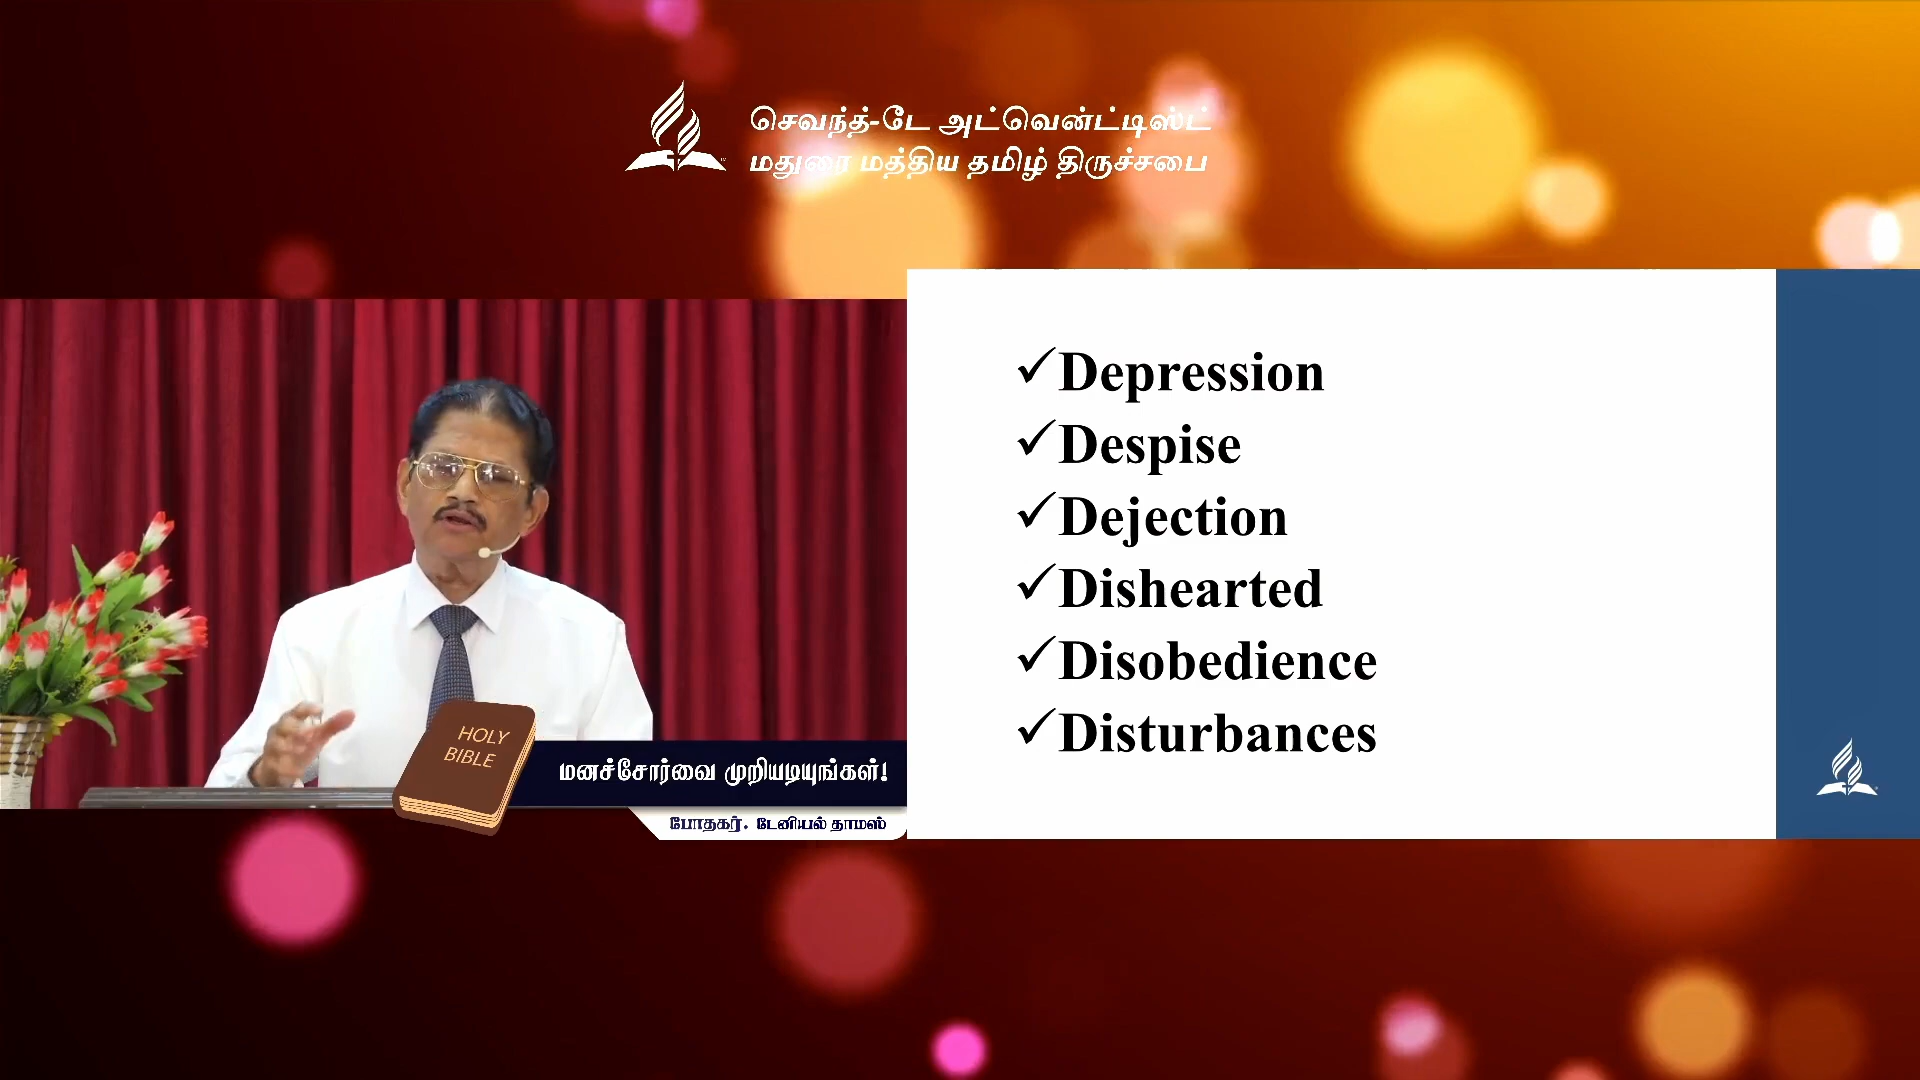 செவந்த்-டே அட்வென்ட்டிஸ்ட்
மதுரை மத்திய தமிழ் திருச்சபை
✓Depression
✓Despise
✓Dejection
✓Dishearted
✓Disobedience
✓Disturbances
HOLY
BIBLE
மனச்சோர்வை முறியடியுங்கள்!
போதகர். டேனியல் தாமஸ்